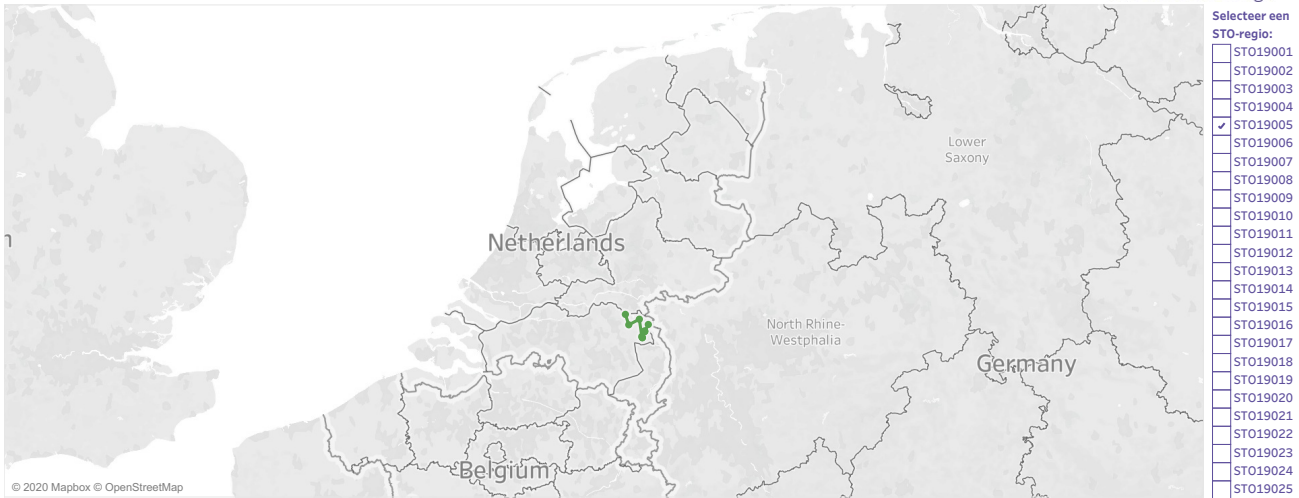 Selecteer een
STO-regio:
STO19001
STO19002
STO19003
STO19004
STO19005
STO19006
STO19007
STO19008
STO19009
STO19010
STO19011
STO19012
STO19013
STO19014
STO19015
STO19016
STO19017
STO19018
STO19019
STO19020
STO19021
STO19022
STO19023
STO19024
STO19025
Lower
Saxony
Netherlands
North Rhine-
Westphalia
Germany
Belgium
© 2020 Mapbox © OpenStreetMap